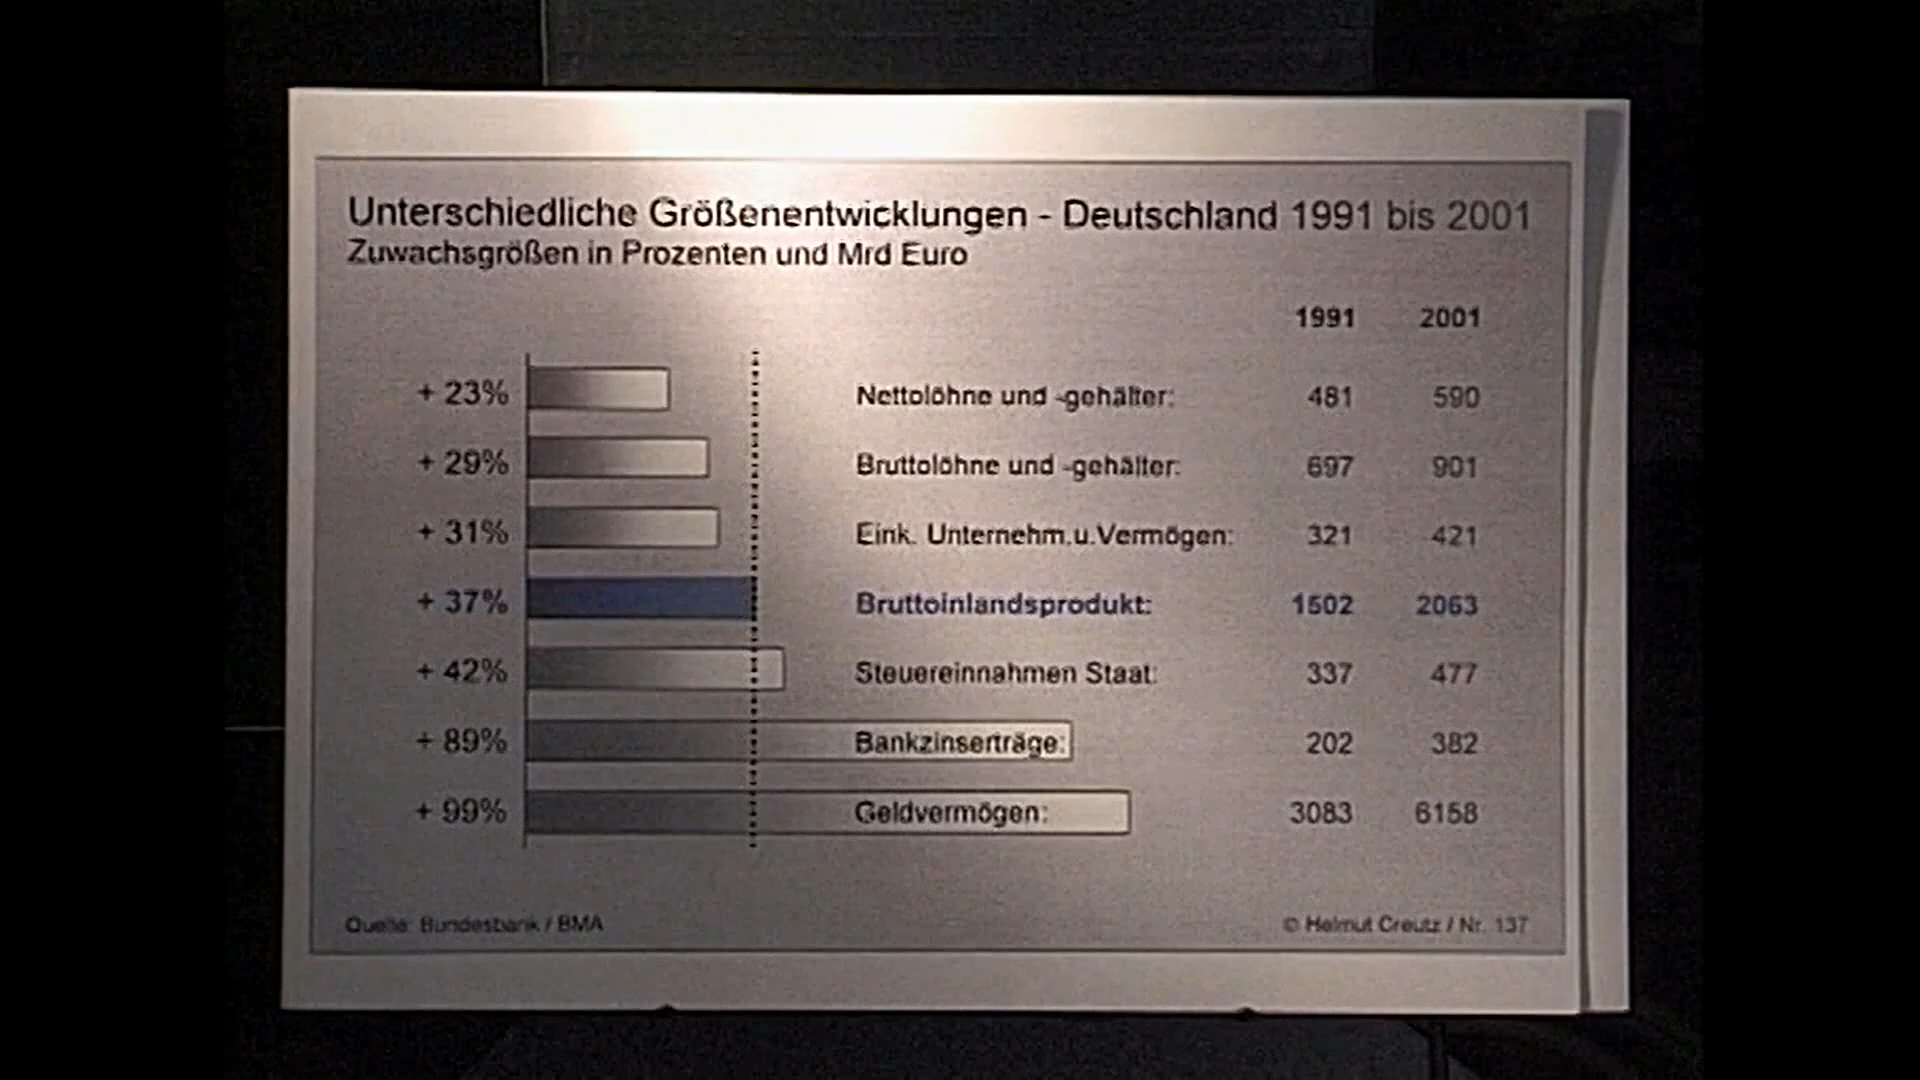 Unterschiedliche Größenentwicklungen - Deutschland 1991 bis 2001
Zuwachsgrößen in Prozenten und Mrd Euro
1991 2001
+ 23% Nettolöhne und -gehälter: 481 590
+ 29% Bruttolöhne und -gehälter: 697 901
+ 31% Eink. Unternehm.u.Vermögen: 321 421
+ 37% Bruttoinlandsprodukt: 1502 2063
+ 42% Steuereinnahmen Staat: 337 477
+ 89% Bankzinserträge: 202 382
+ 99% Geldvermögen: 3083 6158
Quelle: Bundesbank / BMA
© Helmut Creutz / Nr. 137